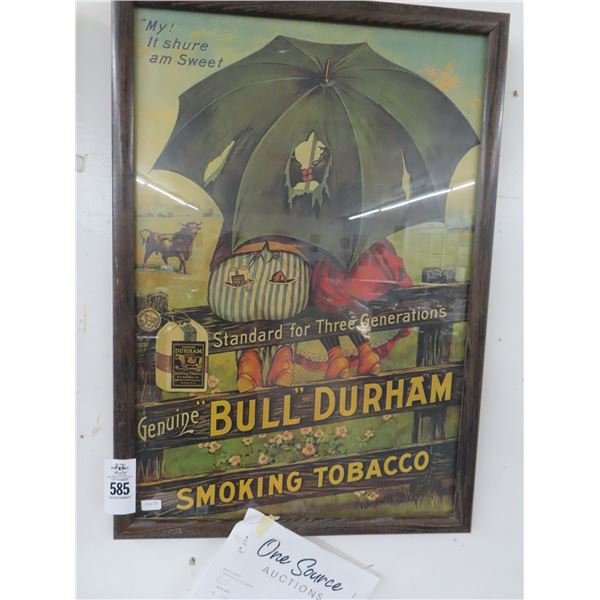 "My!
It shure
am Sweet
Standard for Three Generations
DURHAM
Genuine "BULL" DURHAM
SMOKING TOBACCO
585
One Source
AUCTIONS